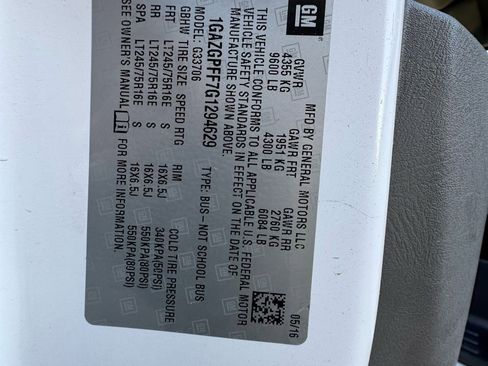 GM
MFD BY GENERAL MOTORS LLC 05/16
GVWR GAWR FRT GAWR RR
4355 KG 1951 KG 2760 KG
9600 LB 4300 LB 6084 LB
THIS VEHICLE CONFORMS TO ALL APPLICABLE U.S. FEDERAL MOTOR
VEHICLE SAFETY STANDARDS IN EFFECT ON THE DATE OF
MANUFACTURE SHOWN ABOVE.
1GAZGPFF7G1294629 TYPE: BUS-NOT SCHOOL BUS
MODEL: G33706
GBHW TIRE SIZE SPEED RTG RIM COLD TIRE PRESSURE
FRT LT245/75R16E S 16X6.5J 340KPA(50PSI)
RR LT245/75R16E S 16X6.5J 550KPA(80PSI)
SPA LT245/75R16E S 16X6.5J 550KPA(80PSI)
SEE OWNER'S MANUAL FOR MORE INFORMATION.